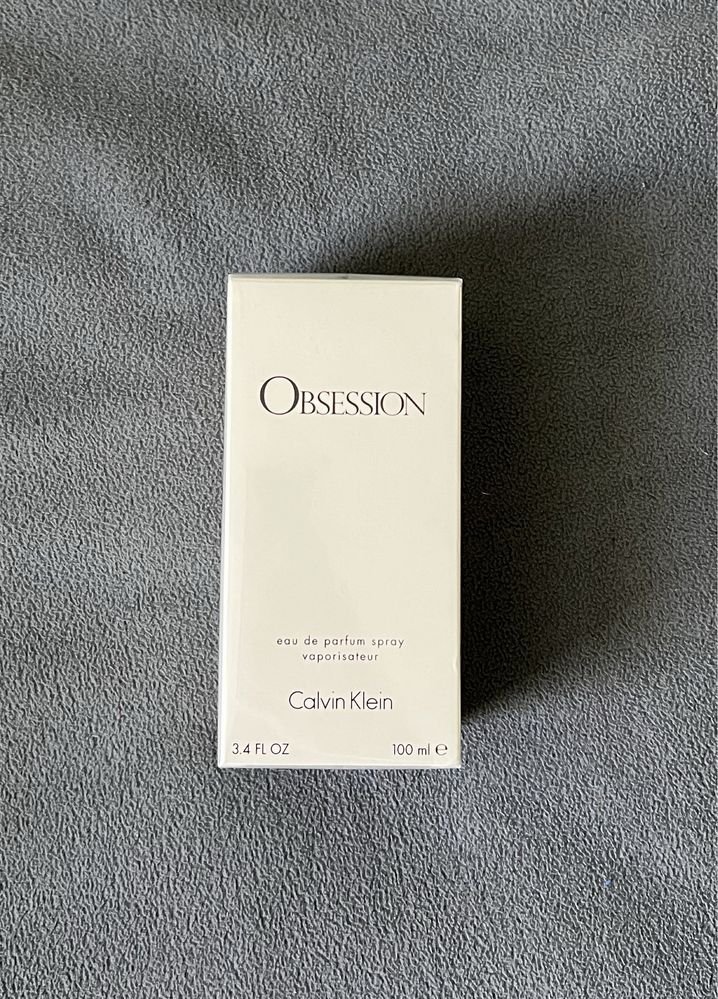 OBSESSION
eau de parfum spray
vaporisateur
Calvin Klein
3.4 FL OZ 100 ml ℮